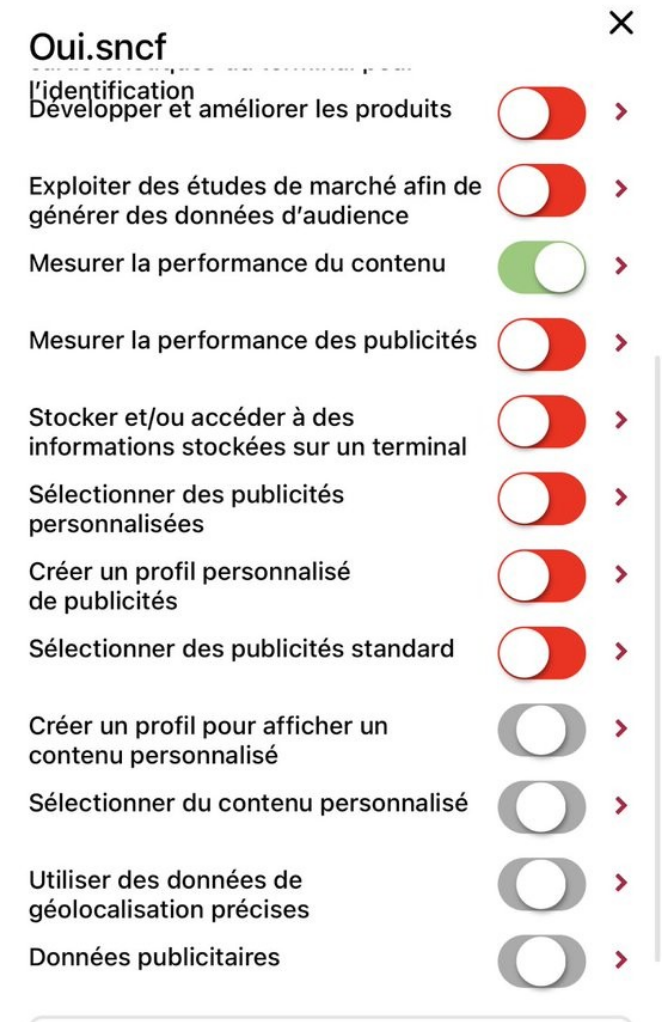 Oui.sncf
l'identification
Développer et améliorer les produits
Exploiter des études de marché afin de
générer des données d'audience
Mesurer la performance du contenu
Mesurer la performance des publicités
Stocker et/ou accéder à des
informations stockées sur un terminal
Sélectionner des publicités
personnalisées
Créer un profil personnalisé
de publicités
Sélectionner des publicités standard
Créer un profil pour afficher un
contenu personnalisé
Sélectionner du contenu personnalisé
Utiliser des données de
géolocalisation précises
Données publicitaires